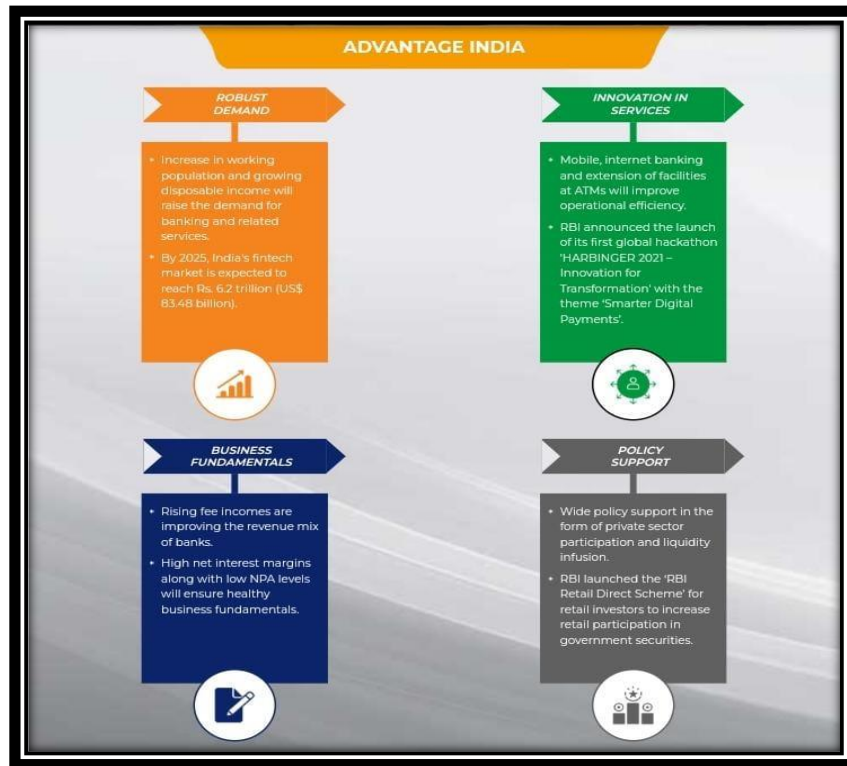 ADVANTAGE INDIA
ROBUST
DEMAND
• Increase in working
population and growing
disposable income will
raise the demand for
banking and related
services.
• By 2025, India's fintech
market is expected to
reach Rs. 6.2 trillion (US$
83.48 billion).
INNOVATION IN
SERVICES
• Mobile, internet banking
and extension of facilities
at ATMs will improve
operational efficiency.
• RBI announced the launch
of its first global hackathon
'HARBINGER 2021 –
Innovation for
Transformation' with the
theme 'Smarter Digital
Payments'.
BUSINESS
FUNDAMENTALS
• Rising fee incomes are
improving the revenue mix
of banks.
• High net interest margins
along with low NPA levels
will ensure healthy
business fundamentals.
POLICY
SUPPORT
• Wide policy support in the
form of private sector
participation and liquidity
infusion.
• RBI launched the 'RBI
Retail Direct Scheme' for
retail investors to increase
retail participation in
government securities.